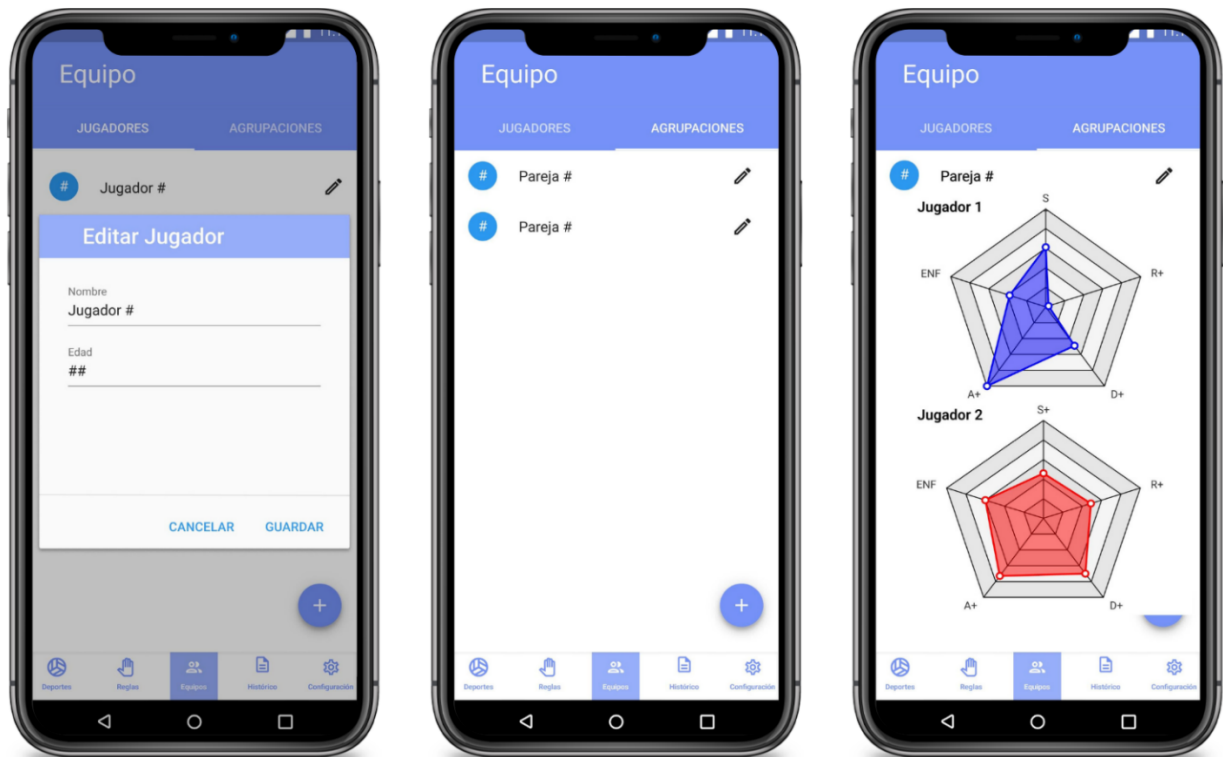 Equipo
JUGADORES AGRUPACIONES
# Jugador #
Editar Jugador
Nombre
Jugador #
Edad
##
CANCELAR GUARDAR
+
Deportes Reglas Equipos Histórico Configuración
Equipo
JUGADORES AGRUPACIONES
# Pareja #
# Pareja #
+
Deportes Reglas Equipos Histórico Configuración
Equipo
JUGADORES AGRUPACIONES
# Pareja #
Jugador 1
S
ENF R+
A+ D+
Jugador 2
S+
ENF R+
A+ D+
Deportes Reglas Equipos Histórico Configuración